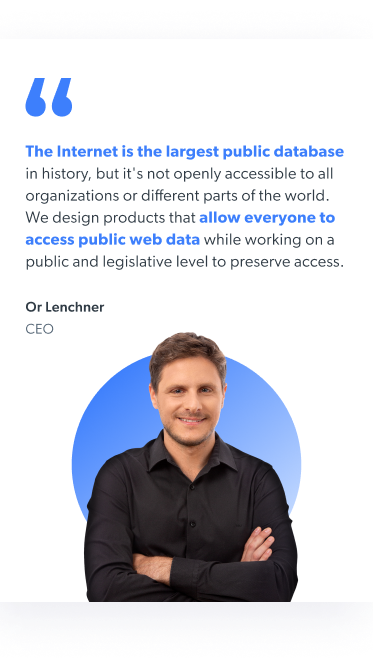 The Internet is the largest public database
in history, but it's not openly accessible to all
organizations or different parts of the world.
We design products that allow everyone to
access public web data while working on a
public and legislative level to preserve access.
Or Lenchner
CEO